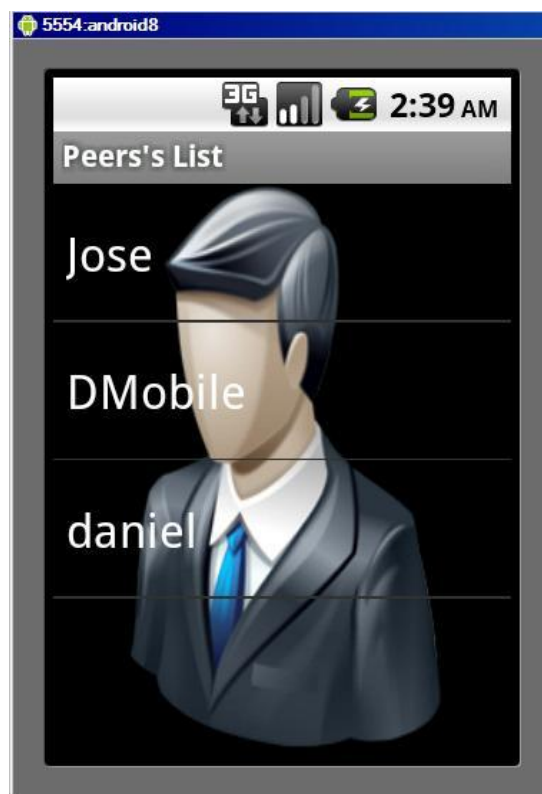 5554:android8
3G 2:39 AM
Peers's List
Jose
DMobile
daniel